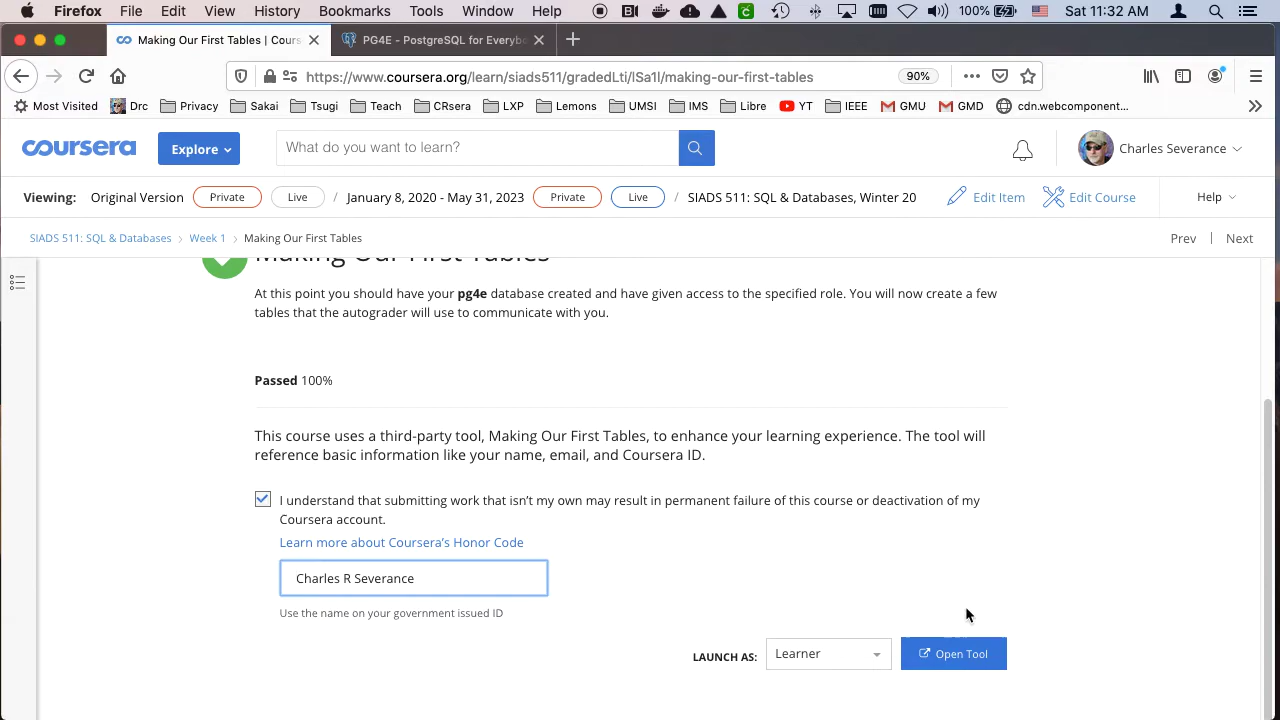 Firefox File Edit View History Bookmarks Tools Window Help 100% Sat 11:32 AM
Making Our First Tables | Cours PG4E - PostgreSQL for Everybo
https://www.coursera.org/learn/siads511/gradedLti/lSa1l/making-our-first-tables 90%
Most Visited Drc Privacy Sakai Tsugi Teach CRsera LXP Lemons UMSI IMS Libre YT IEEE GMU GMD cdn.webcomponent...
coursera Explore What do you want to learn? Charles Severance
Viewing: Original Version Private Live / January 8, 2020 - May 31, 2023 Private Live / SIADS 511: SQL & Databases, Winter 20 Edit Item Edit Course Help
SIADS 511: SQL & Databases > Week 1 > Making Our First Tables Prev | Next
Making Our First Tables
At this point you should have your pg4e database created and have given access to the specified role. You will now create a few
tables that the autograder will use to communicate with you.
Passed 100%
This course uses a third-party tool, Making Our First Tables, to enhance your learning experience. The tool will
reference basic information like your name, email, and Coursera ID.
I understand that submitting work that isn't my own may result in permanent failure of this course or deactivation of my
Coursera account.
Learn more about Coursera's Honor Code
Charles R Severance
Use the name on your government issued ID
LAUNCH AS: Learner Open Tool